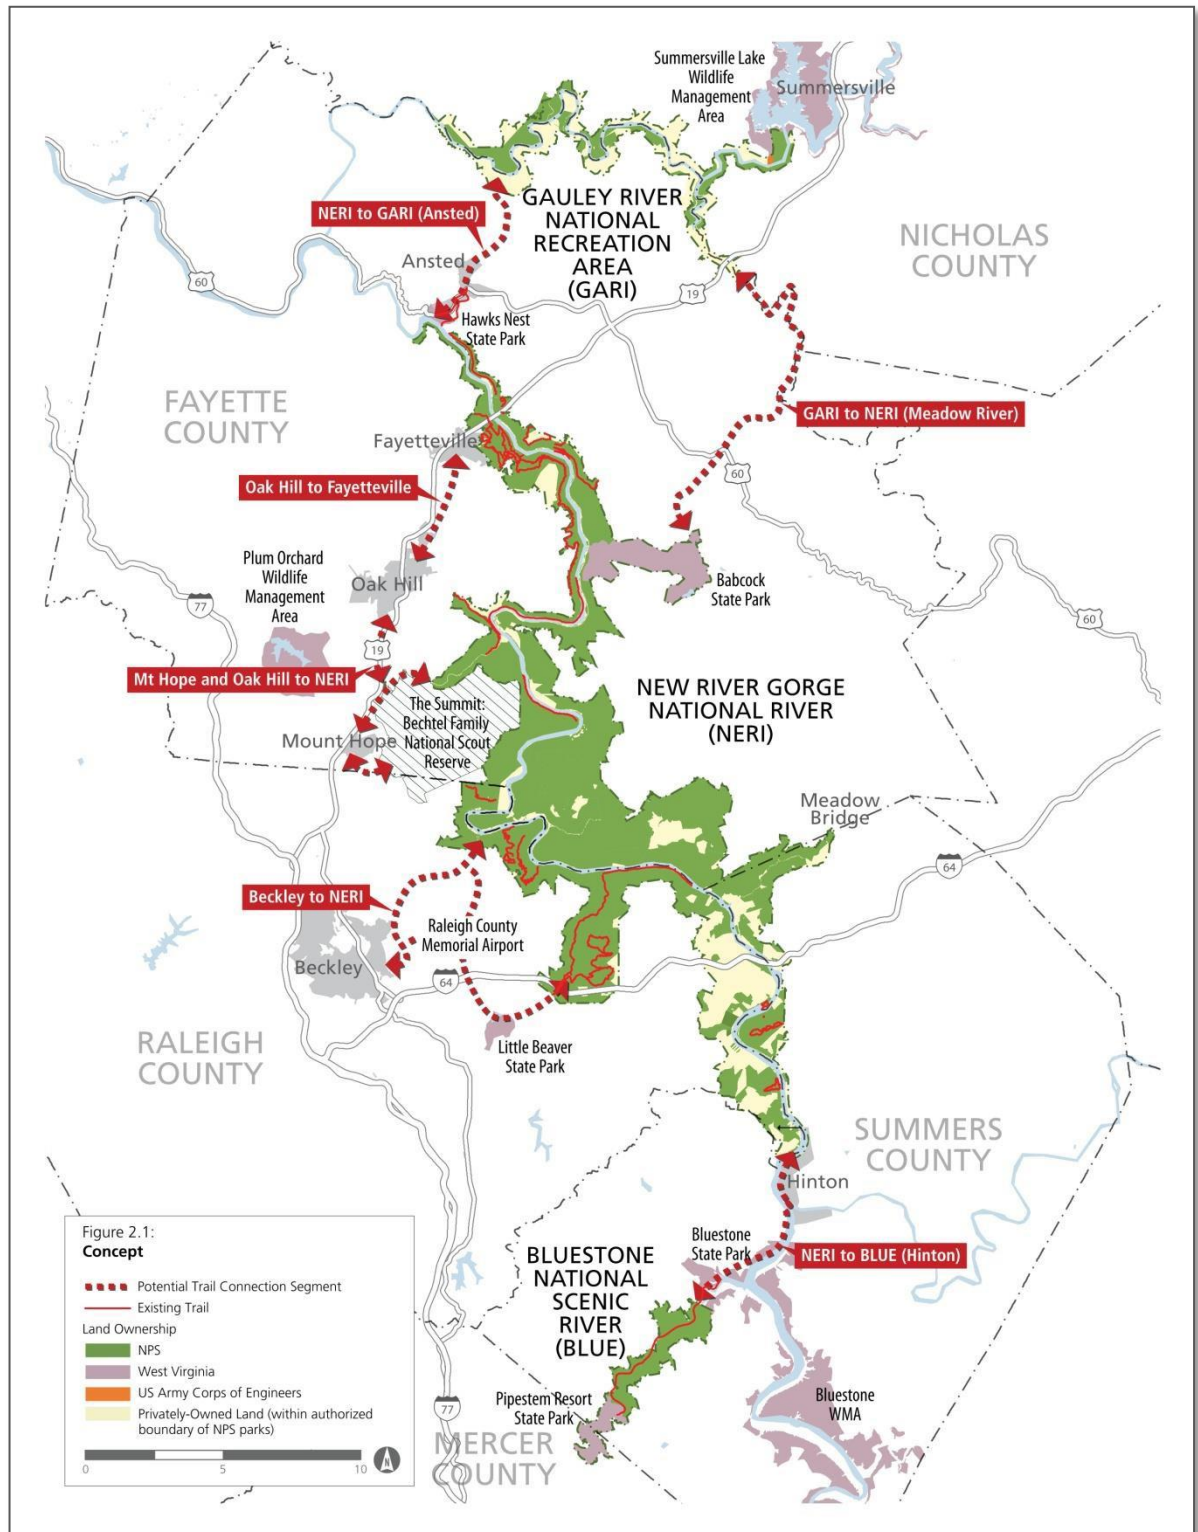 Summersville Lake
Wildlife
Management
Area
Summersville
NERI to GARI (Ansted)
GAULEY RIVER
NATIONAL
RECREATION
AREA
(GARI)
NICHOLAS
COUNTY
Ansted
60
19
Hawks Nest
State Park
FAYETTE
COUNTY
GARI to NERI (Meadow River)
Fayetteville
60
Oak Hill to Fayetteville
Plum Orchard
Wildlife
Management
Area
Oak Hill
Babcock
State Park
77
60
19
Mt Hope and Oak Hill to NERI
NEW RIVER GORGE
NATIONAL RIVER
(NERI)
The Summit:
Bechtel Family
National Scout
Reserve
Mount Hope
Meadow
Bridge
64
Beckley to NERI
Raleigh County
Memorial Airport
Beckley
64
RALEIGH
COUNTY
Little Beaver
State Park
SUMMERS
COUNTY
Hinton
Bluestone
State Park
NERI to BLUE (Hinton)
BLUESTONE
NATIONAL
SCENIC
RIVER
(BLUE)
Pipestem Resort
State Park
Bluestone
WMA
77
MERCER
COUNTY
Figure 2.1:
Concept
Potential Trail Connection Segment
Existing Trail
Land Ownership
NPS
West Virginia
US Army Corps of Engineers
Privately-Owned Land (within authorized
boundary of NPS parks)
0 5 10
N